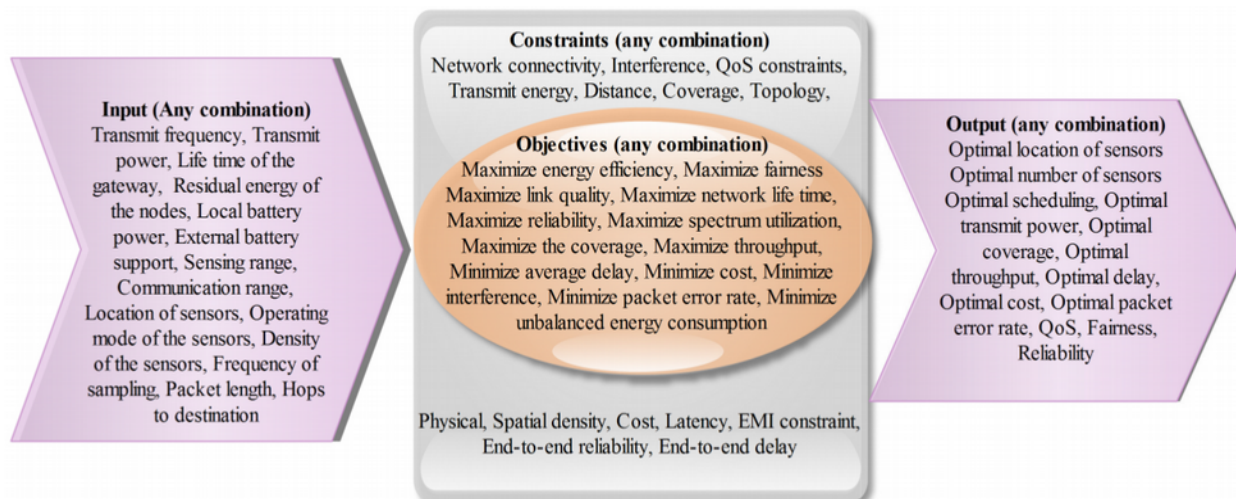 Input (Any combination)
Transmit frequency, Transmit
power, Life time of the
gateway, Residual energy of
the nodes, Local battery
power, External battery
support, Sensing range,
Communication range,
Location of sensors, Operating
mode of the sensors, Density
of the sensors, Frequency of
sampling, Packet length, Hops
to destination
Constraints (any combination)
Network connectivity, Interference, QoS constraints,
Transmit energy, Distance, Coverage, Topology,
Objectives (any combination)
Maximize energy efficiency, Maximize fairness
Maximize link quality, Maximize network life time,
Maximize reliability, Maximize spectrum utilization,
Maximize the coverage, Maximize throughput,
Minimize average delay, Minimize cost, Minimize
interference, Minimize packet error rate, Minimize
unbalanced energy consumption
Physical, Spatial density, Cost, Latency, EMI constraint,
End-to-end reliability, End-to-end delay
Output (any combination)
Optimal location of sensors
Optimal number of sensors
Optimal scheduling, Optimal
transmit power, Optimal
coverage, Optimal
throughput, Optimal delay,
Optimal cost, Optimal packet
error rate, QoS, Fairness,
Reliability